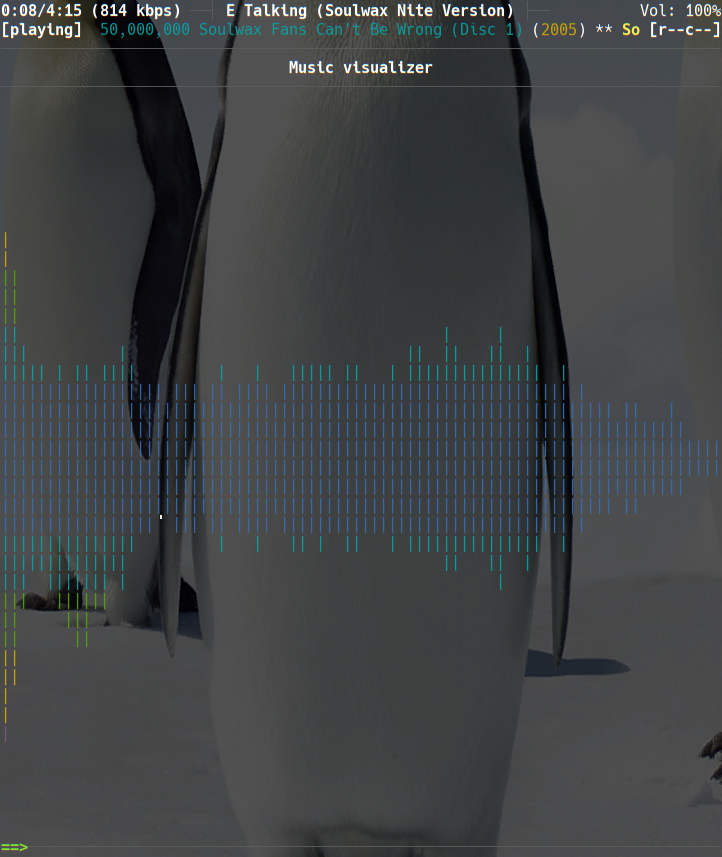 0:08/4:15 (814 kbps) E Talking (Soulwax Nite Version) Vol: 100%
[playing] 50,000,000 Soulwax Fans Can't Be Wrong (Disc 1) (2005) ** So [r--c--]
Music visualizer
==>